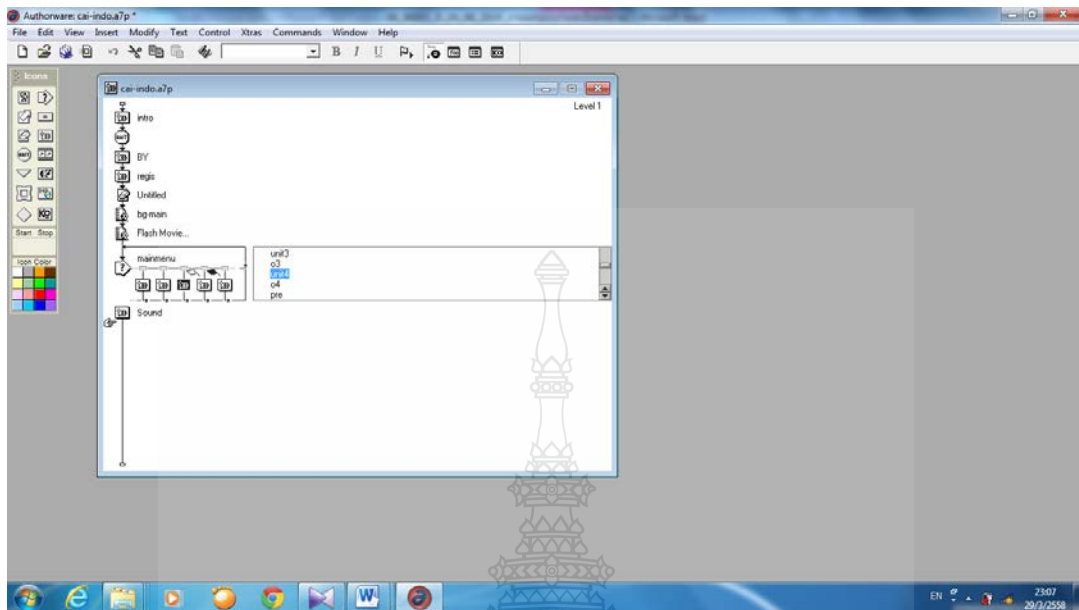 Authorware: cai-indo.a7p *
File Edit View Insert Modify Text Control Xtras Commands Window Help
B I U
Icons
cai-indo.a7p
Level 1
intro
WAIT
BY
regis
Untitled
bg-main
Flash Movie...
mainmenu
unit3
o3
unit4
o4
pre
Sound
Start Stop
Icon Color
EN
23:07
29/3/2558